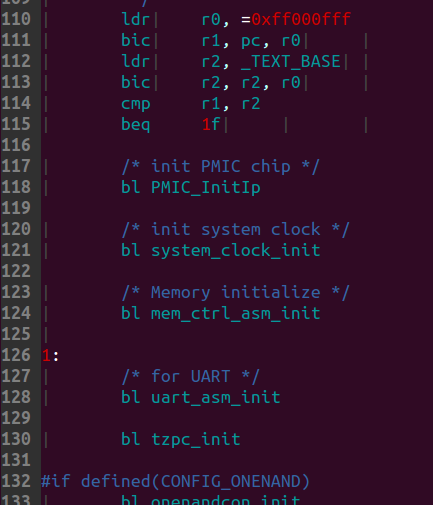 109 */
110 ldr r0, =0xff000fff
111 bic r1, pc, r0
112 ldr r2, _TEXT_BASE
113 bic r2, r2, r0
114 cmp r1, r2
115 beq 1f
116
117 /* init PMIC chip */
118 bl PMIC_InitIp
119
120 /* init system clock */
121 bl system_clock_init
122
123 /* Memory initialize */
124 bl mem_ctrl_asm_init
125
126 1:
127 /* for UART */
128 bl uart_asm_init
129
130 bl tzpc_init
131
132 #if defined(CONFIG_ONENAND)
133 bl onenandcon_init